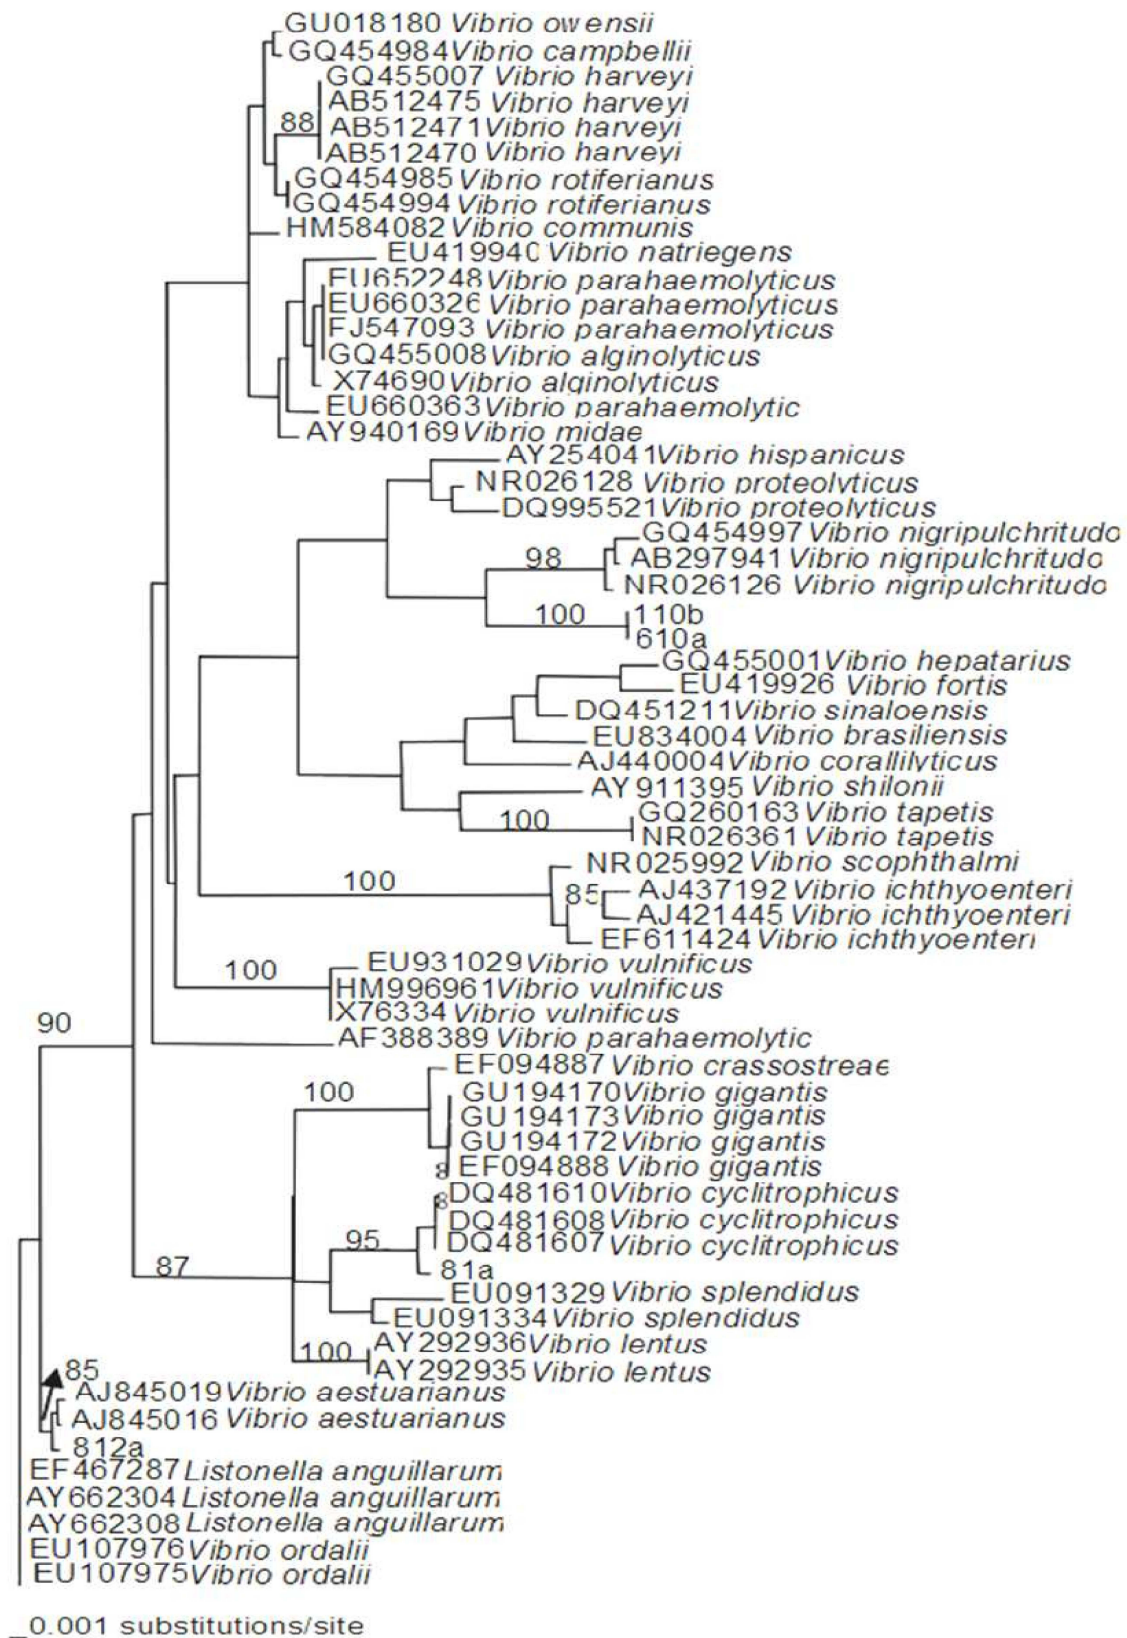 GU018180 Vibrio owensii
GQ454984 Vibrio campbellii
GQ455007 Vibrio harveyi
AB512475 Vibrio harveyi
88
AB512471 Vibrio harveyi
AB512470 Vibrio harveyi
GQ454985 Vibrio rotiferianus
GQ454994 Vibrio rotiferianus
HM584082 Vibrio communis
EU419940 Vibrio natriegens
EU652248 Vibrio parahaemolyticus
EU660326 Vibrio parahaemolyticus
FJ547093 Vibrio parahaemolyticus
GQ455008 Vibrio alginolyticus
X74690 Vibrio alginolyticus
EU660363 Vibrio parahaemolytic
AY940169 Vibrio midae
AY254041 Vibrio hispanicus
NR026128 Vibrio proteolyticus
DQ995521 Vibrio proteolyticus
GQ454997 Vibrio nigripulchritudo
98
AB297941 Vibrio nigripulchritudo
NR026126 Vibrio nigripulchritudo
100
110b
610a
GQ455001 Vibrio hepatarius
EU419926 Vibrio fortis
DQ451211 Vibrio sinaloensis
EU834004 Vibrio brasiliensis
AJ440004 Vibrio corallilyticus
AY911395 Vibrio shilonii
GQ260163 Vibrio tapetis
100
NR026361 Vibrio tapetis
NR025992 Vibrio scophthalmi
100
85
AJ437192 Vibrio ichthyoenteri
AJ421445 Vibrio ichthyoenteri
EF611424 Vibrio ichthyoenteri
EU931029 Vibrio vulnificus
100
HM996961 Vibrio vulnificus
X76334 Vibrio vulnificus
90
AF388389 Vibrio parahaemolytic
EF094887 Vibrio crassostreae
100
GU194170 Vibrio gigantis
GU194173 Vibrio gigantis
GU194172 Vibrio gigantis
8
EF094888 Vibrio gigantis
8
DQ481610 Vibrio cyclitrophicus
DQ481608 Vibrio cyclitrophicus
95
DQ481607 Vibrio cyclitrophicus
87
81a
EU091329 Vibrio splendidus
EU091334 Vibrio splendidus
AY292936 Vibrio lentus
100
AY292935 Vibrio lentus
85
AJ845019 Vibrio aestuarianus
AJ845016 Vibrio aestuarianus
812a
EF467287 Listonella anguillarum
AY662304 Listonella anguillarum
AY662308 Listonella anguillarum
EU107976 Vibrio ordalii
EU107975 Vibrio ordalii
0.001 substitutions/site